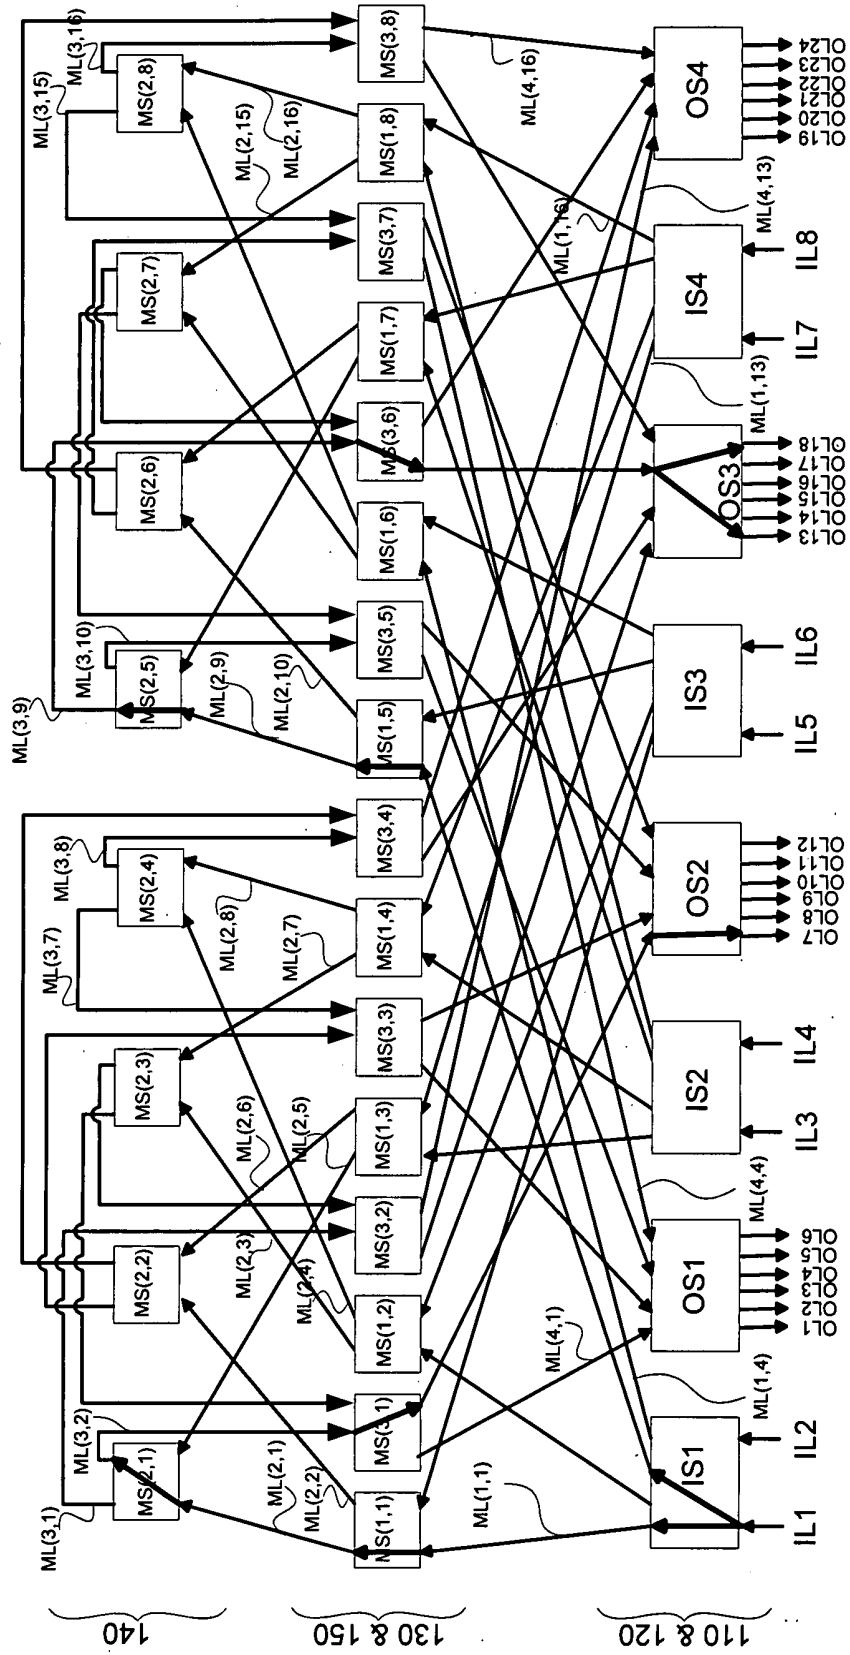 140
130 & 150
110 & 120
ML(3,1)
ML(3,2)
ML(3,7)
ML(3,8)
ML(3,9)
ML(3,10)
ML(3,15)
ML(3,16)
MS(2,1)
MS(2,2)
MS(2,3)
MS(2,4)
MS(2,5)
MS(2,6)
MS(2,7)
MS(2,8)
ML(2,1)
ML(2,2)
ML(2,3)
ML(2,4)
ML(2,6)
ML(2,5)
ML(2,8)
ML(2,7)
ML(2,9)
ML(2,10)
ML(2,15)
ML(2,16)
MS(1,1)
MS(3,1)
MS(1,2)
MS(3,2)
MS(1,3)
MS(3,3)
MS(1,4)
MS(3,4)
MS(1,5)
MS(3,5)
MS(1,6)
MS(3,6)
MS(1,7)
MS(3,7)
MS(1,8)
MS(3,8)
ML(1,1)
ML(4,1)
ML(1,4)
ML(4,4)
ML(1,13)
ML(1,16)
ML(4,13)
ML(4,16)
IS1
OS1
IS2
OS2
IS3
OS3
IS4
OS4
IL1
IL2
OL1
OL2
OL3
OL4
OL5
OL6
IL3
IL4
OL7
OL8
OL9
OL10
OL11
OL12
IL5
IL6
OL13
OL14
OL15
OL16
OL17
OL18
IL7
IL8
OL19
OL20
OL21
OL22
OL23
OL24